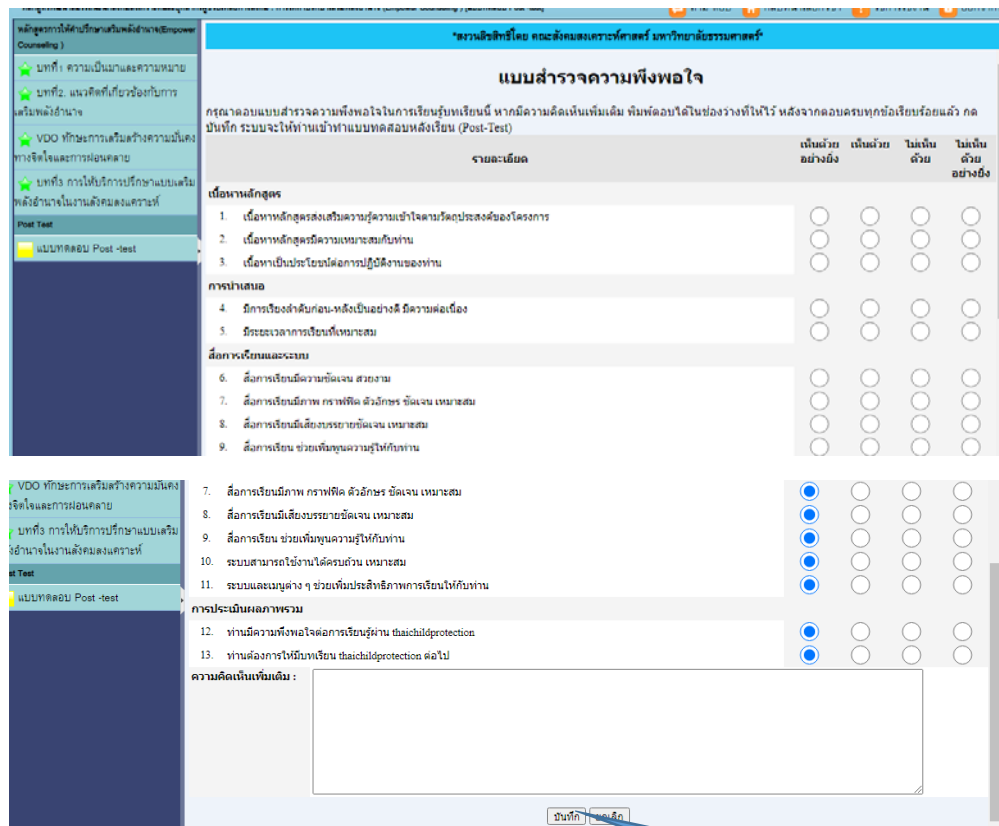 หลักสูตรการให้คำปรึกษาเสริมพลังอำนาจ(Empower
Counseling )
บทที่1 ความเป็นมาและความหมาย
บทที่2. แนวคิดที่เกี่ยวข้องกับการ
เสริมพลังอำนาจ
VDO ทักษะการเสริมสร้างความมั่นคง
ทางจิตใจและการผ่อนคลาย
บทที่3 การให้บริการปรึกษาแบบเสริม
พลังอำนาจในงานสังคมสงเคราะห์
Post Test
แบบทดสอบ Post -test
"สงวนลิขสิทธิ์โดย คณะสังคมสงเคราะห์ศาสตร์ มหาวิทยาลัยธรรมศาสตร์"
แบบสำรวจความพึงพอใจ
กรุณาตอบแบบสำรวจความพึงพอใจในการเรียนรู้บทเรียนนี้ หากมีความคิดเห็นเพิ่มเติม พิมพ์ตอบได้ในช่องว่างที่ให้ไว้ หลังจากตอบครบทุกข้อเรียบร้อยแล้ว กด
บันทึก ระบบจะให้ท่านเข้าทำแบบทดสอบหลังเรียน (Post-Test)
รายละเอียด
เห็นด้วย
อย่างยิ่ง
เห็นด้วย
ไม่เห็น
ด้วย
ไม่เห็น
ด้วย
อย่างยิ่ง
เนื้อหาหลักสูตร
1. เนื้อหาหลักสูตรส่งเสริมความรู้ความเข้าใจตามวัตถุประสงค์ของโครงการ
2. เนื้อหาหลักสูตรมีความเหมาะสมกับท่าน
3. เนื้อหาเป็นประโยชน์ต่อการปฏิบัติงานของท่าน
การนำเสนอ
4. มีการเรียงลำดับก่อน-หลังเป็นอย่างดี มีความต่อเนื่อง
5. มีระยะเวลาการเรียนที่เหมาะสม
สื่อการเรียนและระบบ
6. สื่อการเรียนมีความชัดเจน สวยงาม
7. สื่อการเรียนมีภาพ กราฟฟิค ตัวอักษร ชัดเจน เหมาะสม
8. สื่อการเรียนมีเสียงบรรยายชัดเจน เหมาะสม
9. สื่อการเรียน ช่วยเพิ่มพูนความรู้ให้กับท่าน
VDO ทักษะการเสริมสร้างความมั่นคง
งจิตใจและการผ่อนคลาย
บทที่3 การให้บริการปรึกษาแบบเสริม
ังอำนาจในงานสังคมสงเคราะห์
st Test
แบบทดสอบ Post -test
7. สื่อการเรียนมีภาพ กราฟฟิค ตัวอักษร ชัดเจน เหมาะสม
8. สื่อการเรียนมีเสียงบรรยายชัดเจน เหมาะสม
9. สื่อการเรียน ช่วยเพิ่มพูนความรู้ให้กับท่าน
10. ระบบสามารถใช้งานได้ครบถ้วน เหมาะสม
11. ระบบและเมนูต่าง ๆ ช่วยเพิ่มประสิทธิภาพการเรียนให้กับท่าน
การประเมินผลภาพรวม
12. ท่านมีความพึงพอใจต่อการเรียนรู้ผ่าน thaichildprotection
13. ท่านต้องการให้มีบทเรียน thaichildprotection ต่อไป
ความคิดเห็นเพิ่มเติม :
บันทึก ยกเลิก